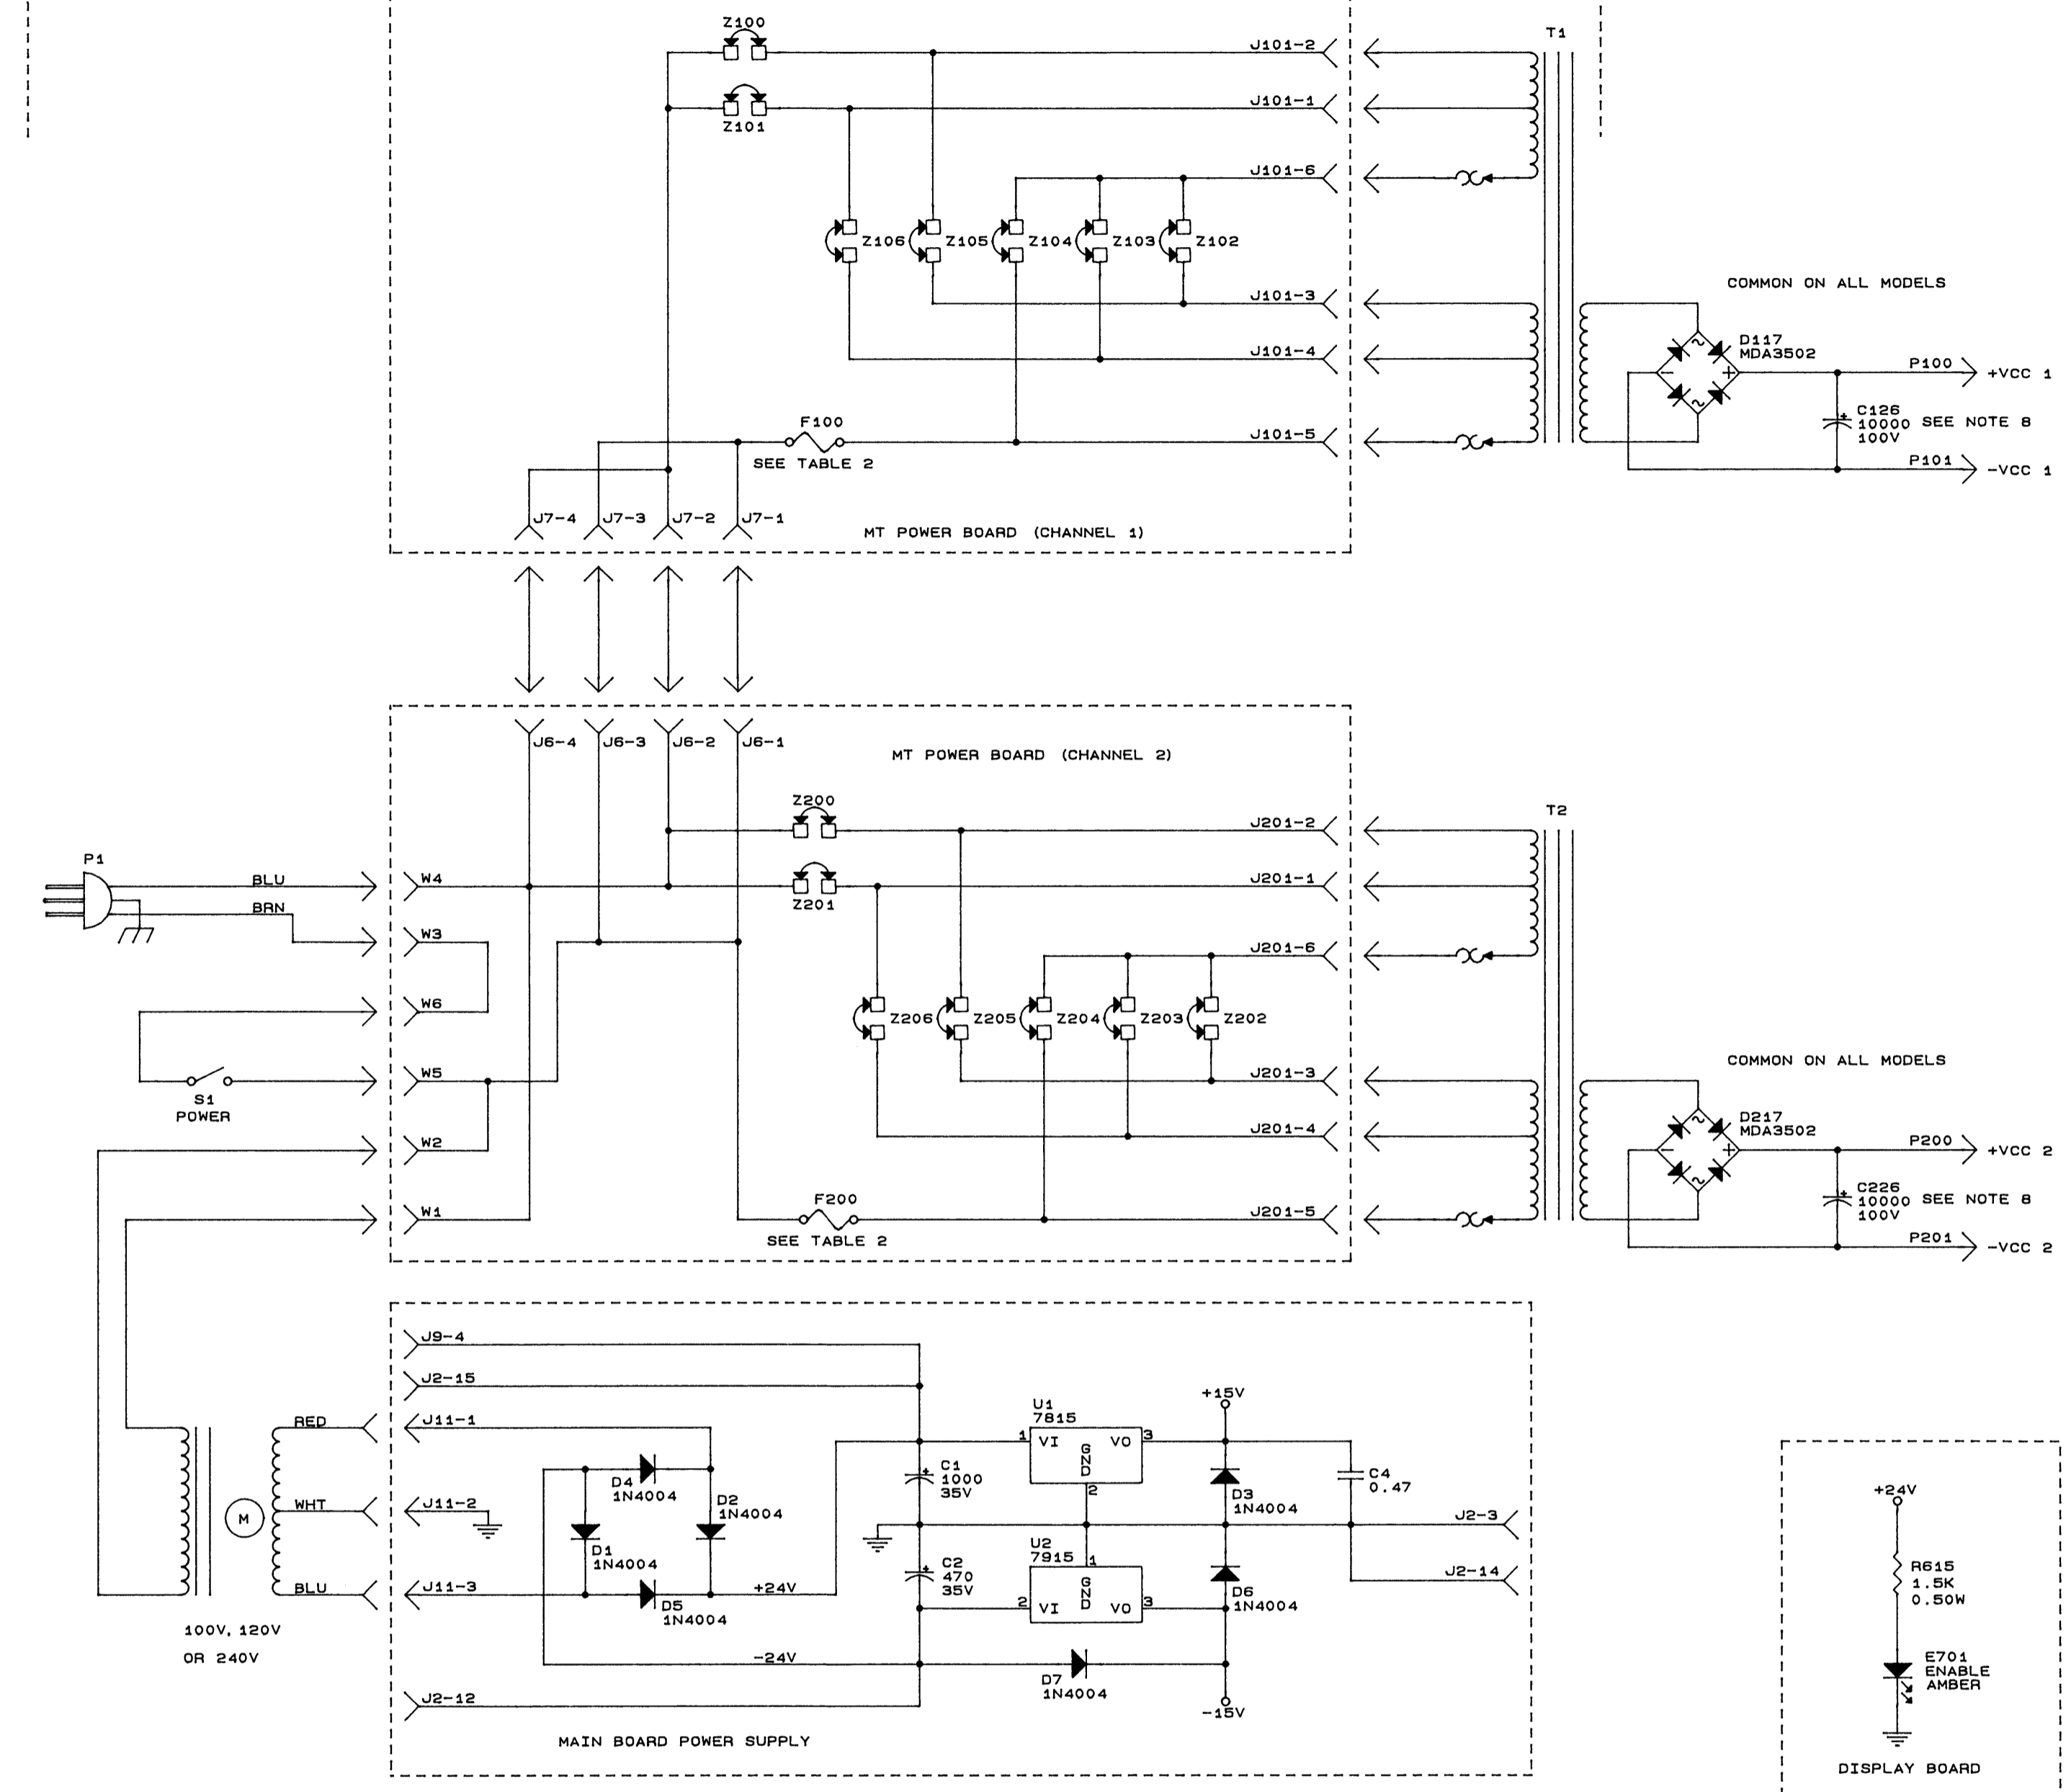 Z100
J101-2
T1
J101-1
Z101
J101-6
Z106
Z105
Z104
Z103
Z102
COMMON ON ALL MODELS
J101-3
J101-4
D117
MDA3502
~
~
-
+
P100
+VCC 1
C126
10000
100V
+
SEE NOTE 8
P101
-VCC 1
F100
SEE TABLE 2
J101-5
J7-4
J7-3
J7-2
J7-1
MT POWER BOARD (CHANNEL 1)
J6-4
J6-3
J6-2
J6-1
MT POWER BOARD (CHANNEL 2)
Z200
J201-2
T2
P1
BLU
W4
J201-1
Z201
BRN
W3
J201-6
W6
Z206
Z205
Z204
Z203
Z202
COMMON ON ALL MODELS
W5
S1
POWER
J201-3
J201-4
D217
MDA3502
~
~
-
+
P200
+VCC 2
C226
10000
100V
+
SEE NOTE 8
P201
-VCC 2
W2
W1
F200
SEE TABLE 2
J201-5
J9-4
J2-15
RED
J11-1
WHT
J11-2
BLU
J11-3
M
100V, 120V
OR 240V
D4
1N4004
D2
1N4004
D1
1N4004
D5
1N4004
+24V
-24V
C1
1000
35V
+
C2
470
35V
+
U1
7815
1
VI
GND
VO
3
2
U2
7915
1
2
VI
GND
VO
3
+15V
D3
1N4004
C4
0.47
J2-3
J2-14
D6
1N4004
D7
1N4004
-15V
J2-12
MAIN BOARD POWER SUPPLY
+24V
R615
1.5K
0.50W
E701
ENABLE
AMBER
DISPLAY BOARD